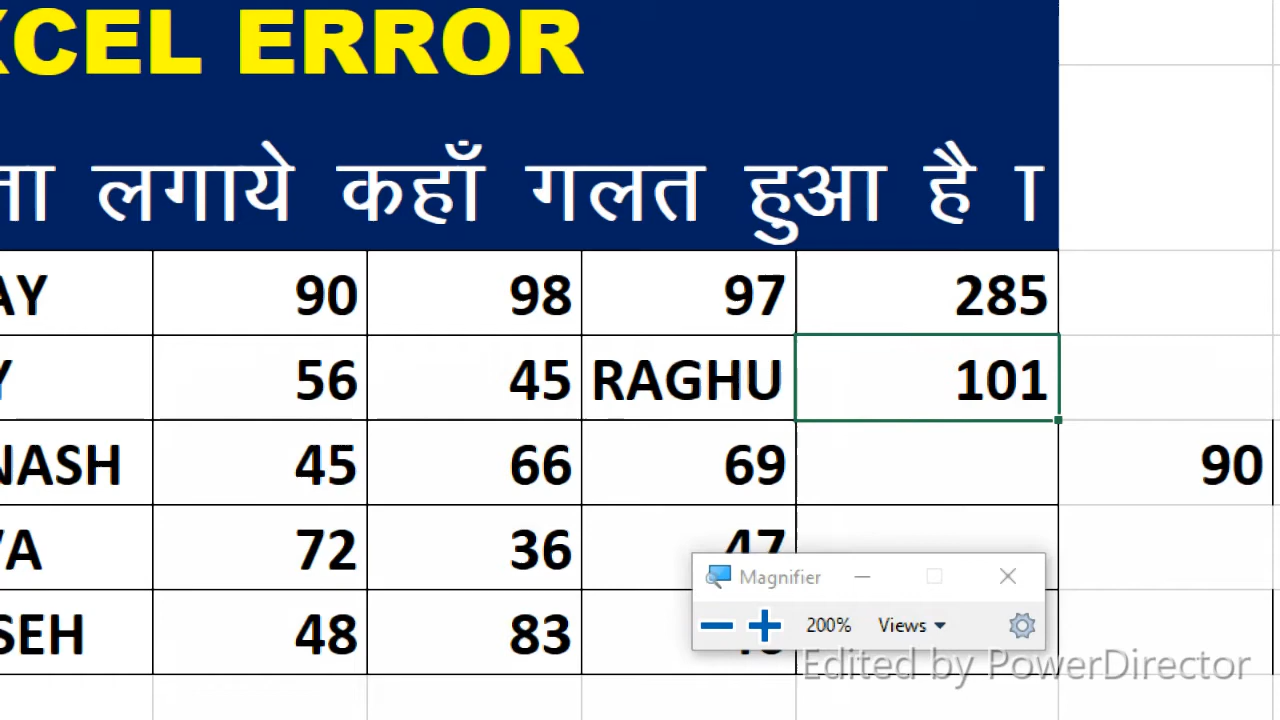 XCEL ERROR
लगाये कहाँ गलत हुआ है ा
AY 90 98 97 285
Y 56 45 RAGHU 101
NASH 45 66 69 90
YA 72 36 47
SEH 48 83
Magnifier
200% Views
Edited by PowerDirector